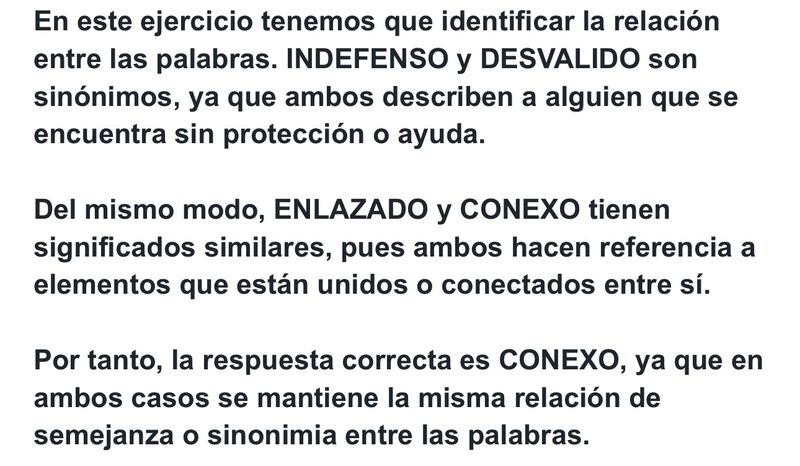 En este ejercicio tenemos que identificar la relación
entre las palabras. INDEFENSO y DESVALIDO son
sinónimos, ya que ambos describen a alguien que se
encuentra sin protección o ayuda.
Del mismo modo, ENLAZADO y CONEXO tienen
significados similares, pues ambos hacen referencia a
elementos que están unidos o conectados entre sí.
Por tanto, la respuesta correcta es CONEXO, ya que en
ambos casos se mantiene la misma relación de
semejanza o sinonimia entre las palabras.